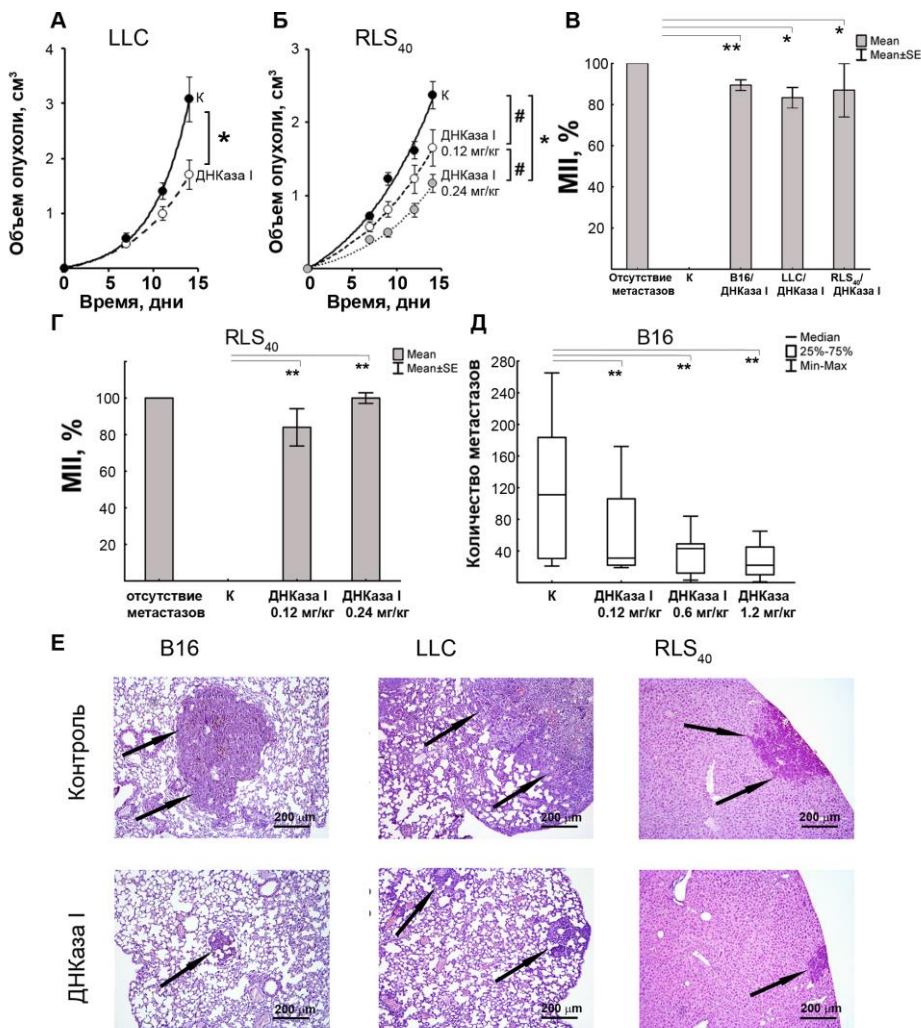 А
LLC
Объем опухоли, см³
4
3
2
1
0
К
*
ДНКаза I
0
5
10
15
Время, дни
Б
RLS₄₀
Объем опухоли, см³
3
2
1
0
К
ДНКаза I
0.12 мг/кг
ДНКаза I
0.24 мг/кг
#
#
*
0
5
10
15
Время, дни
В
** * *
Mean
Mean±SE
MII, %
100
80
60
40
20
Отсутствие метастазов
К
B16/ ДНКаза I
LLC/ ДНКаза I
RLS₄₀/ ДНКаза I
Г
RLS₄₀
Mean
Mean±SE
** **
MII, %
100
80
60
40
20
отсутствие метастазов
К
ДНКаза I 0.12 мг/кг
ДНКаза I 0.24 мг/кг
Д
B16
Median
25%-75%
Min-Max
** ** **
Количество метастазов
280
240
200
160
120
80
40
К
ДНКаза I 0.12 мг/кг
ДНКаза I 0.6 мг/кг
ДНКаза 1.2 мг/кг
Е
B16
LLC
RLS₄₀
Контроль
200 μm
200 μm
200 μm
ДНКаза I
200 μm
200 μm
200 μm